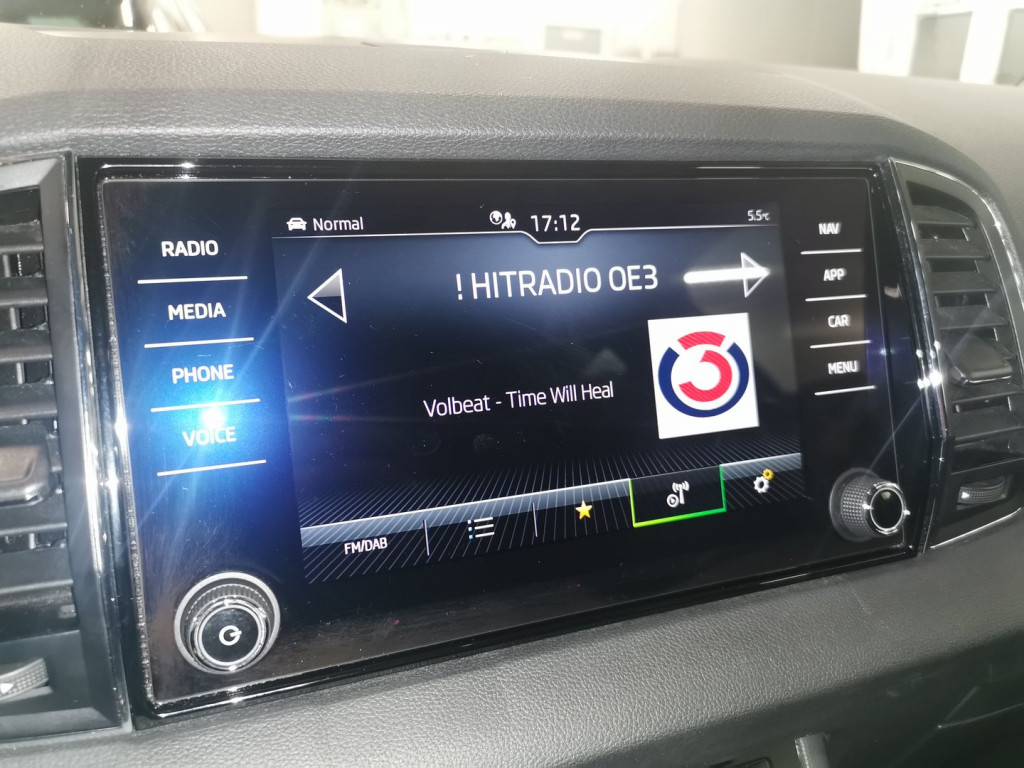 Normal
17:12
5.5°C
RADIO
MEDIA
PHONE
VOICE
! HITRADIO OE3
3
Volbeat - Time Will Heal
FM/DAB
NAV
APP
CAR
MENU